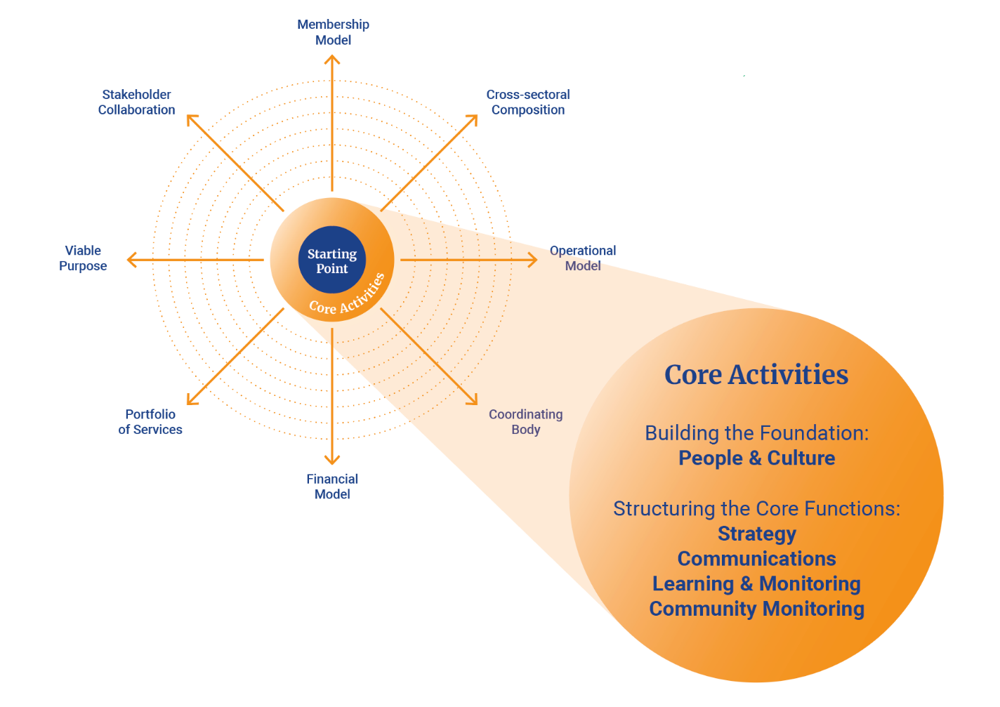 Membership
Model
Stakeholder
Collaboration
Cross-sectoral
Composition
Viable
Purpose
Starting
Point
Core Activities
Operational
Model
Portfolio
of Services
Coordinating
Body
Financial
Model
Core Activities
Building the Foundation:
People & Culture
Structuring the Core Functions:
Strategy
Communications
Learning & Monitoring
Community Monitoring